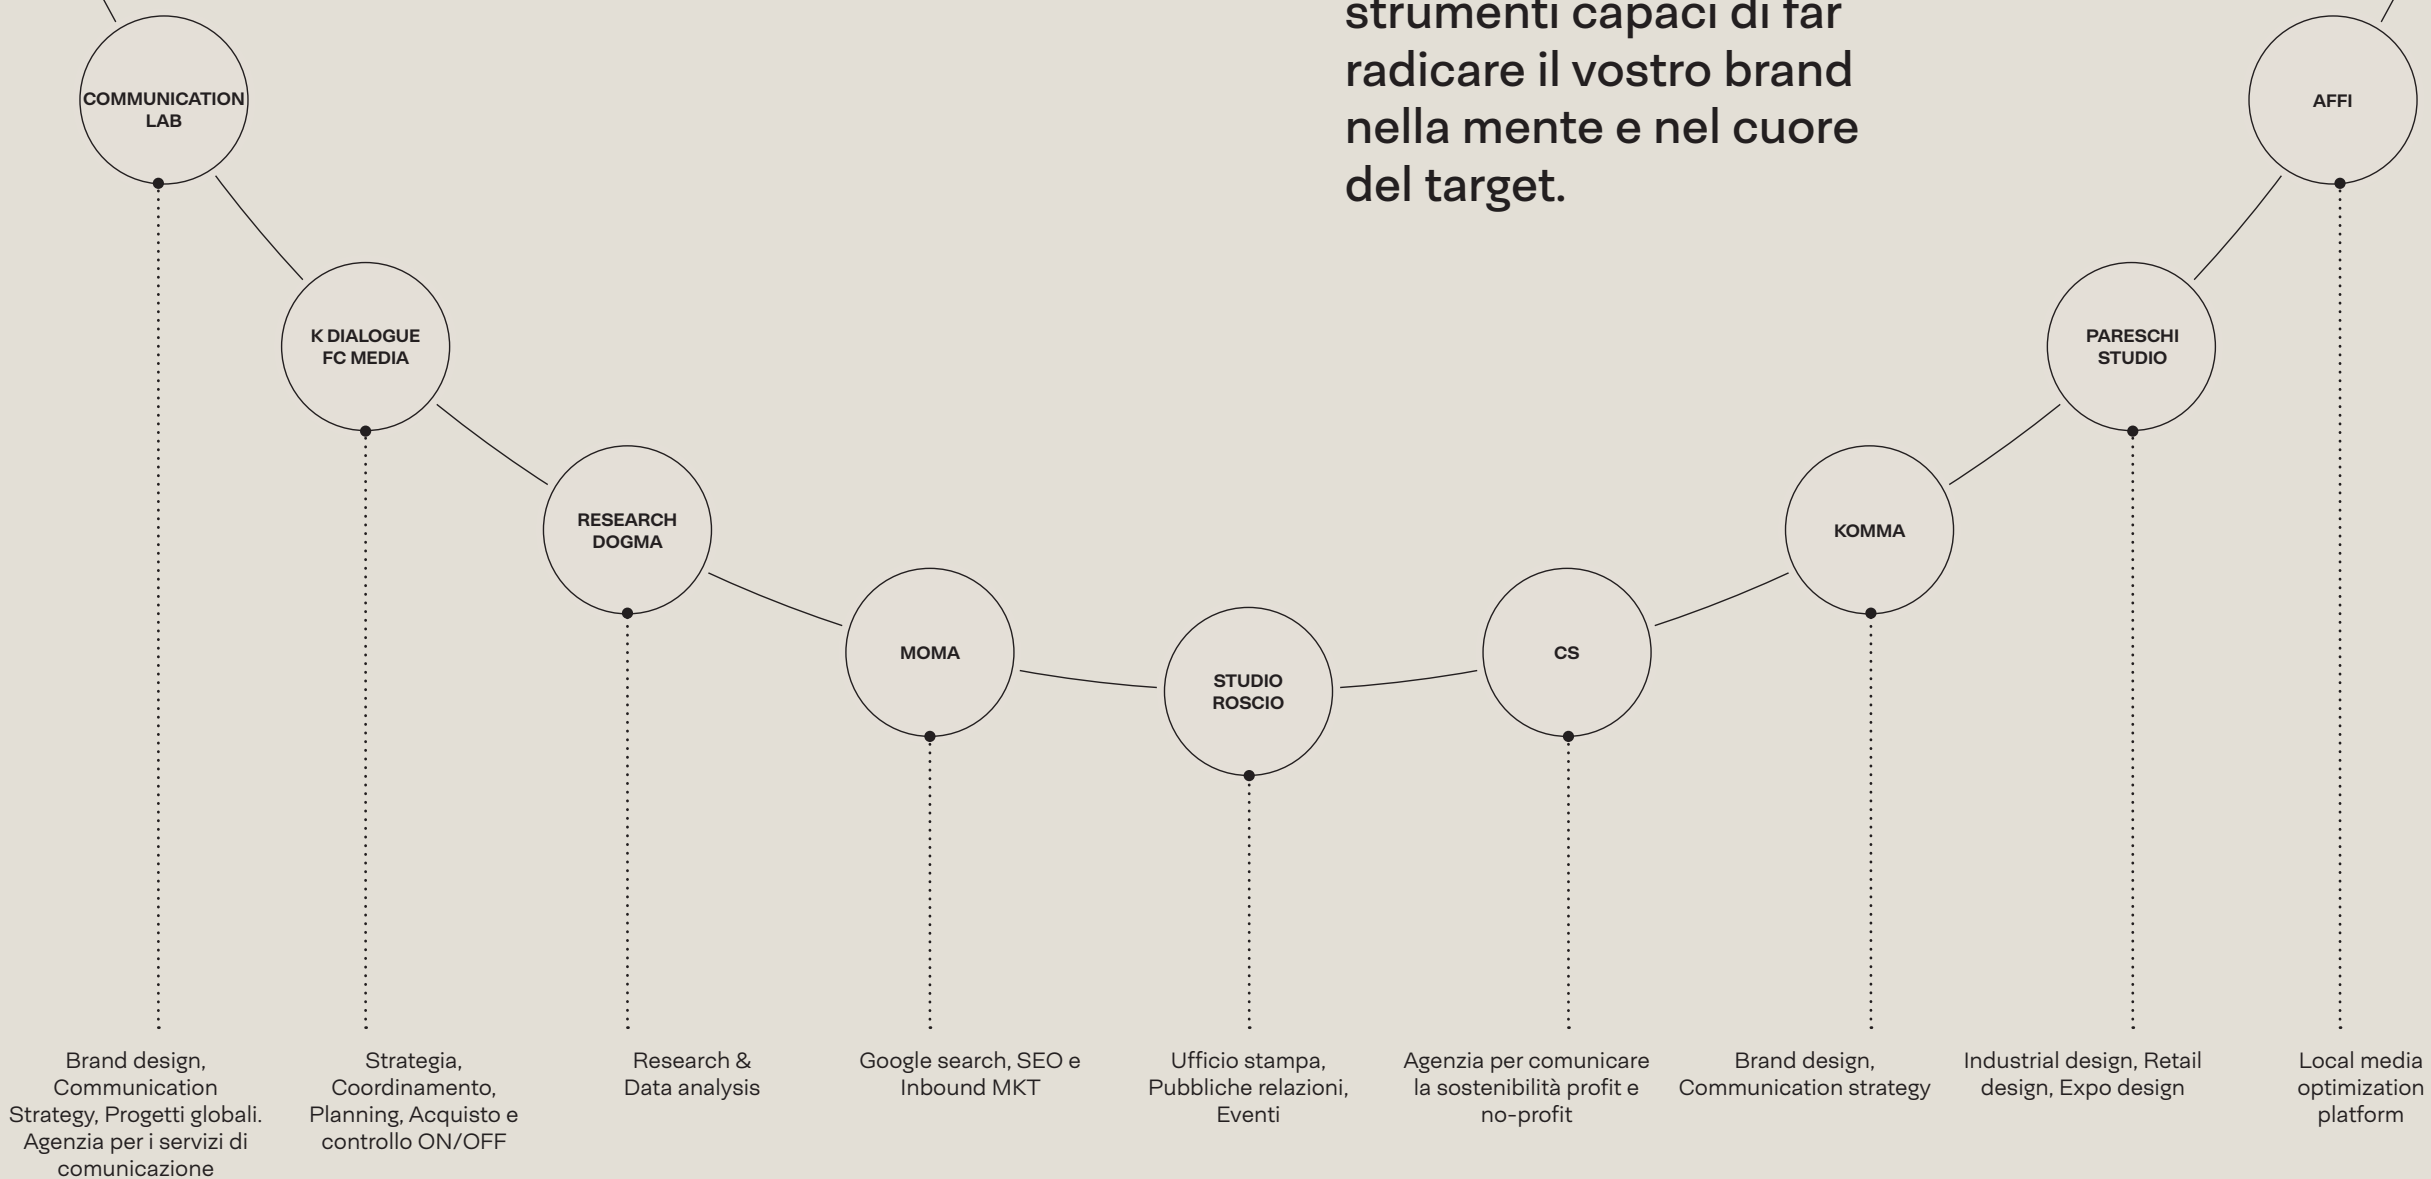 strumenti capaci di far
radicare il vostro brand
nella mente e nel cuore
del target.
COMMUNICATION
LAB
K DIALOGUE
FC MEDIA
RESEARCH
DOGMA
MOMA
STUDIO
ROSCIO
CS
KOMMA
PARESCHI
STUDIO
AFFI
Brand design,
Communication
Strategy, Progetti globali.
Agenzia per i servizi di
comunicazione
Strategia,
Coordinamento,
Planning, Acquisto e
controllo ON/OFF
Research &
Data analysis
Google search, SEO e
Inbound MKT
Ufficio stampa,
Pubbliche relazioni,
Eventi
Agenzia per comunicare
la sostenibilità profit e
no-profit
Brand design,
Communication strategy
Industrial design, Retail
design, Expo design
Local media
optimization
platform